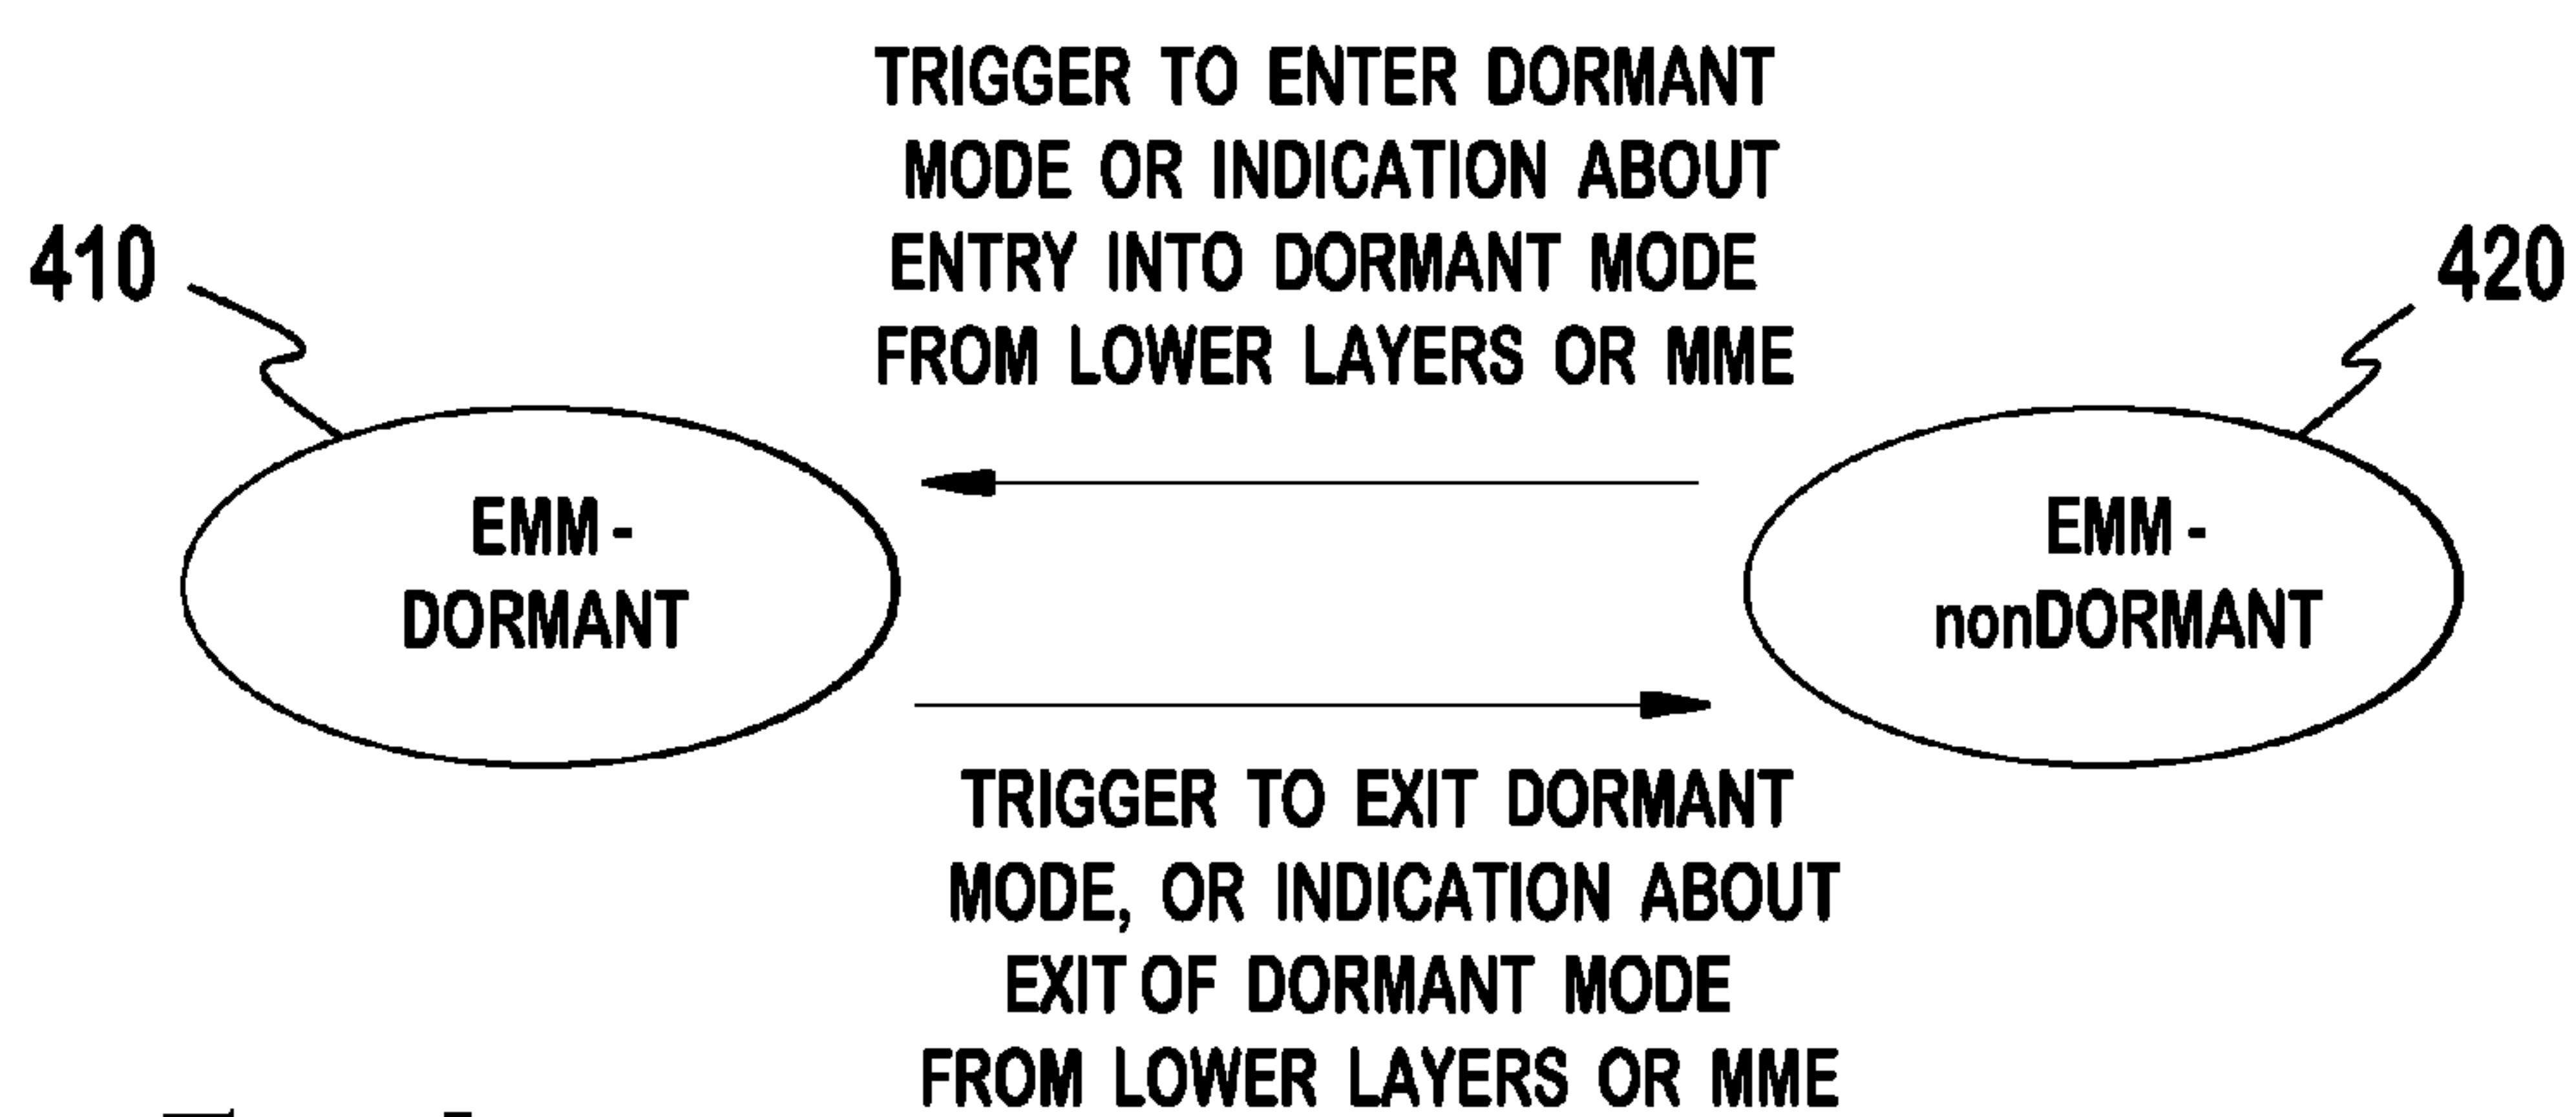 TRIGGER TO ENTER DORMANT
MODE OR INDICATION ABOUT
ENTRY INTO DORMANT MODE
FROM LOWER LAYERS OR MME
410
420
EMM -
DORMANT
EMM -
nonDORMANT
TRIGGER TO EXIT DORMANT
MODE, OR INDICATION ABOUT
EXIT OF DORMANT MODE
FROM LOWER LAYERS OR MME